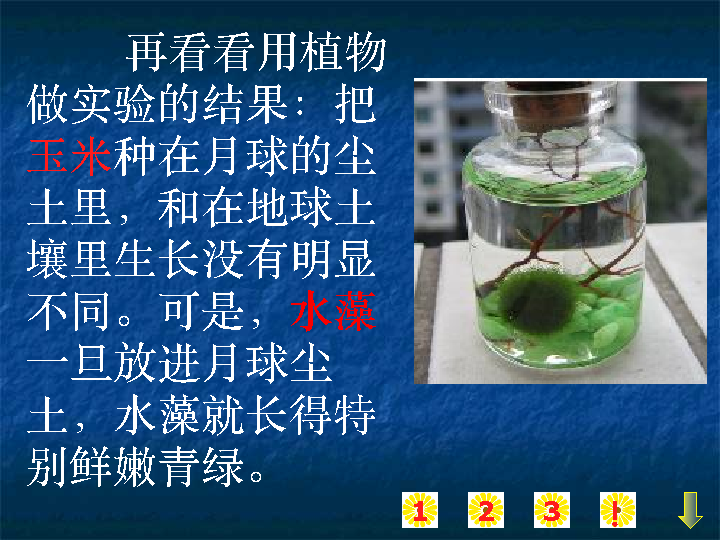 再看看用植物
做实验的结果：把
玉米种在月球的尘
土里，和在地球土
壤里生长没有明显
不同。可是，水藻
一旦放进月球尘
土，水藻就长得特
别鲜嫩青绿。
1 2 3 !